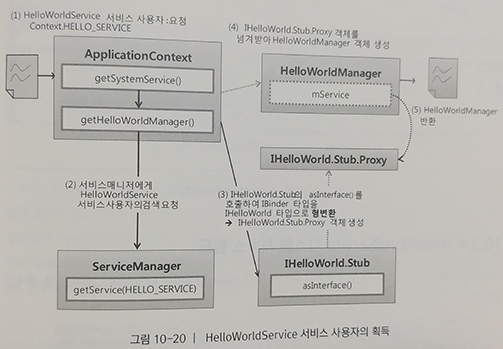 (1) HelloWorldService 서비스 사용자 :요청
Context.HELLO_SERVICE
(4) IHelloWorld.Stub.Proxy 객체를
넘겨받아 HelloWorldManager 객체 생성
ApplicationContext
getSystemService()
getHelloWorldManager()
HelloWorldManager
mService
(5) HelloWorldManager
반환
IHelloWorld.Stub.Proxy
(2) 서비스매니저에게
HelloWorldService
서비스사용자의검색요청
(3) IHelloWorld.Stub의 asInterface()를
호출하여 IBinder 타입을
IHelloWorld 타입으로 형변환
→ IHelloWorld.Stub.Proxy 객체 생성
ServiceManager
getService(HELLO_SERVICE)
IHelloWorld.Stub
asInterface()
그림 10-20 | HelloWorldService 서비스 사용자의 획득